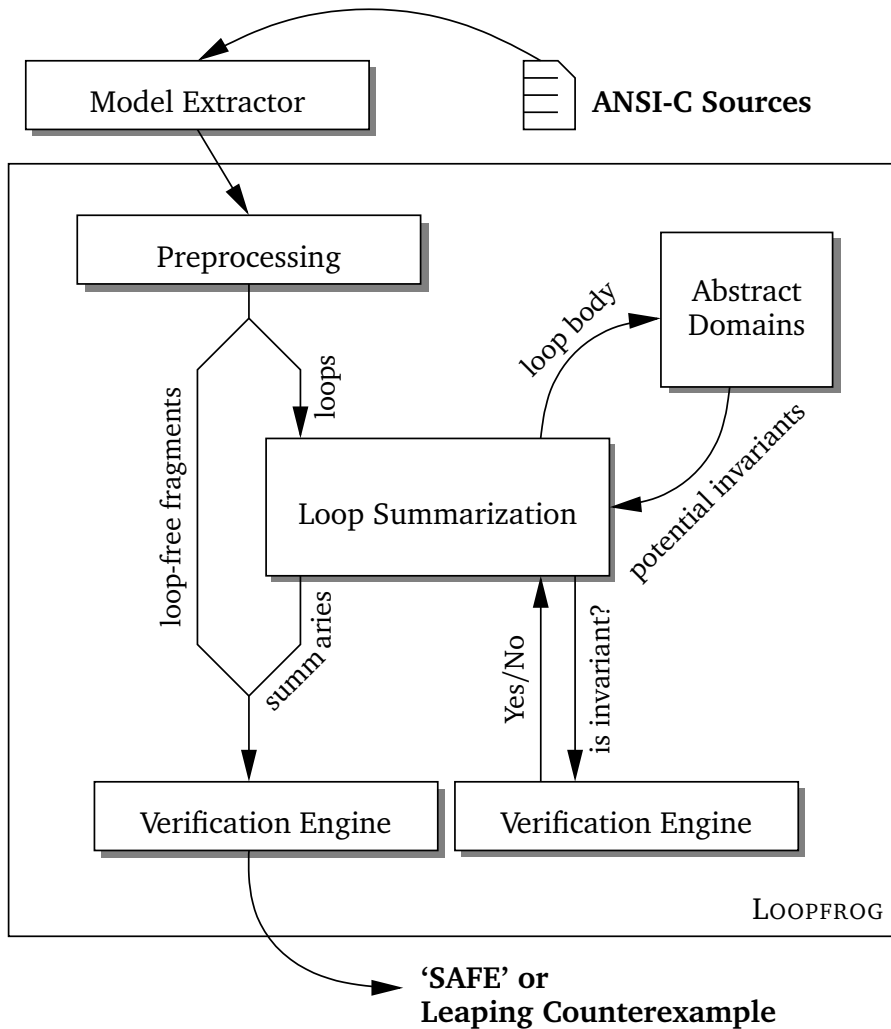 Model Extractor
ANSI-C Sources
Preprocessing
Abstract
Domains
loop body
loops
loop-free fragments
potential invariants
Loop Summarization
summ aries
Yes/No
is invariant?
Verification Engine
Verification Engine
LOOPFROG
‘SAFE’ or
Leaping Counterexample